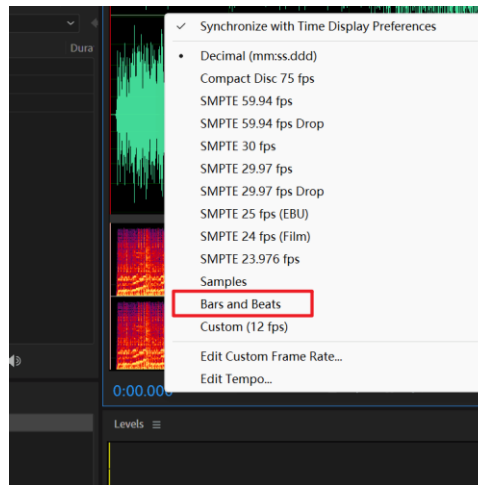 Synchronize with Time Display Preferences
Dura
Decimal (mm:ss.ddd)
Compact Disc 75 fps
SMPTE 59.94 fps
SMPTE 59.94 fps Drop
SMPTE 30 fps
SMPTE 29.97 fps
SMPTE 29.97 fps Drop
SMPTE 25 fps (EBU)
SMPTE 24 fps (Film)
SMPTE 23.976 fps
Samples
Bars and Beats
Custom (12 fps)
Edit Custom Frame Rate...
Edit Tempo...
0:00.000
Levels